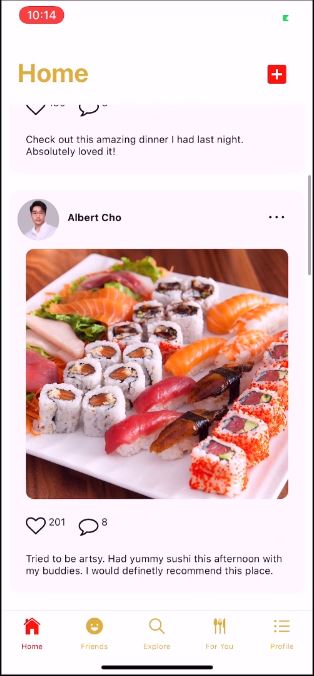 10:14
Home
Check out this amazing dinner I had last night.
Absolutely loved it!
Albert Cho
201 8
Tried to be artsy. Had yummy sushi this afternoon with
my buddies. I would definetly recommend this place.
Home Friends Explore For You Profile